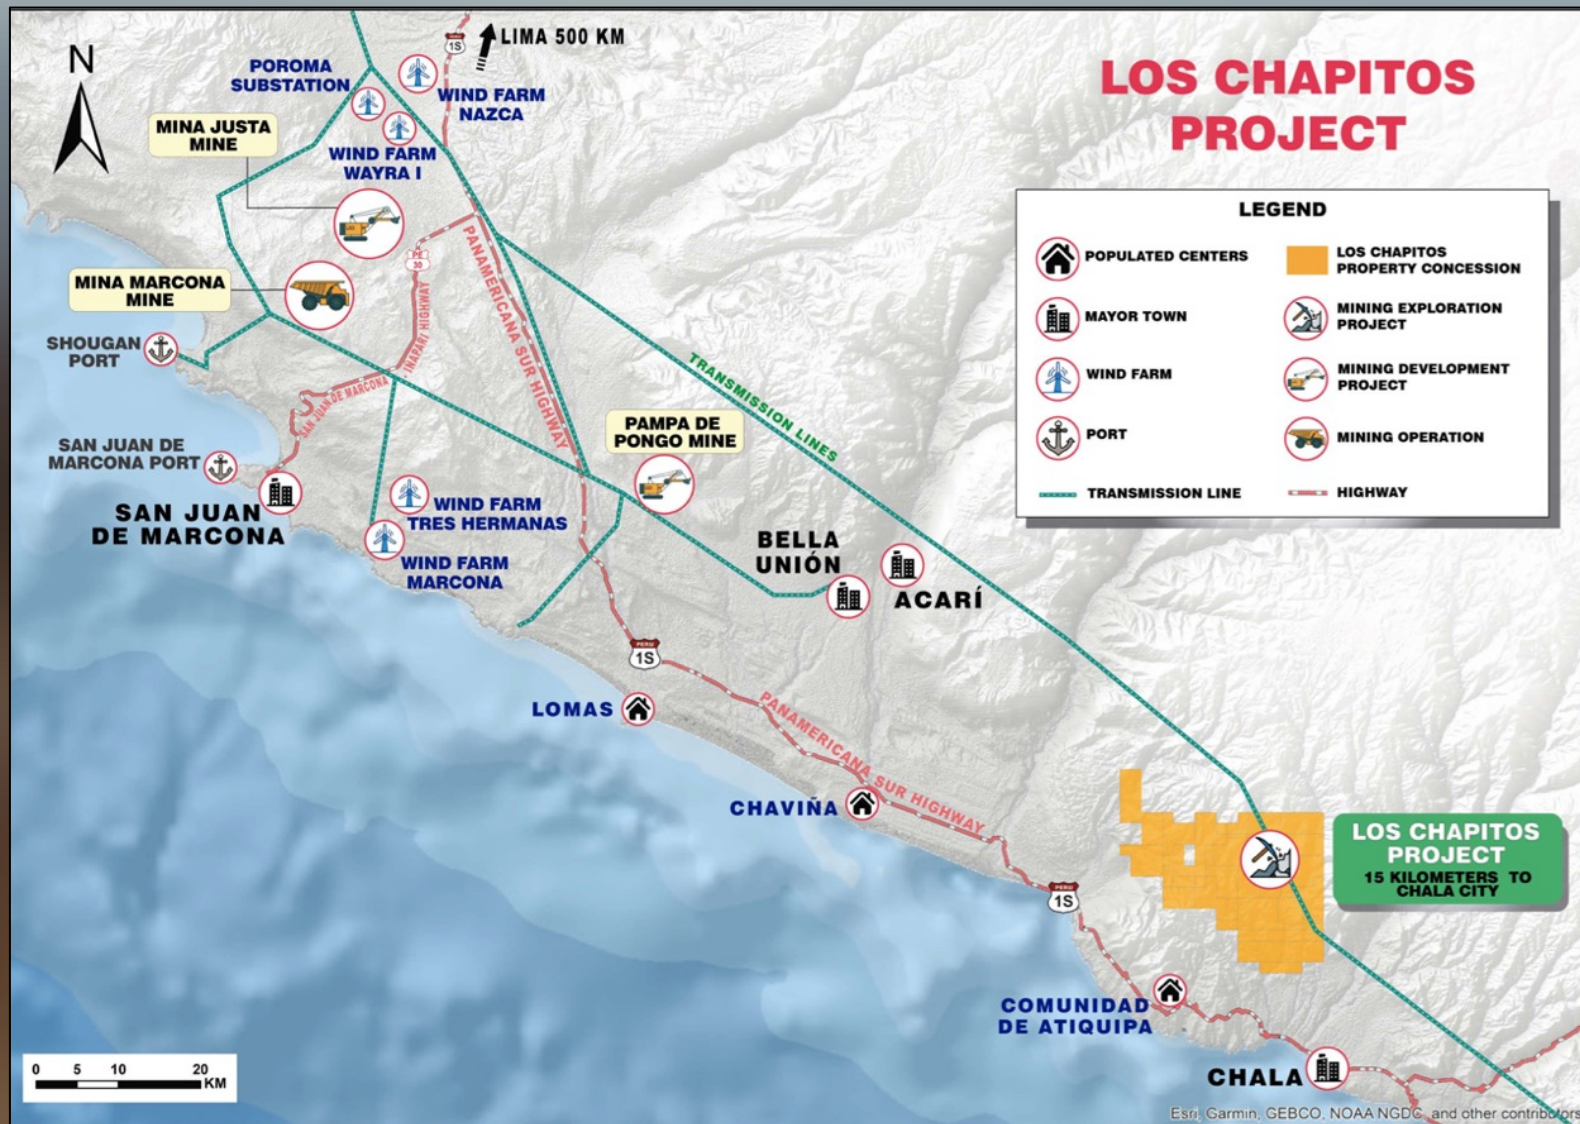 N
LIMA 500 KM
PERU
1S
LOS CHAPITOS
PROJECT
POROMA
SUBSTATION
WIND FARM
NAZCA
MINA JUSTA
MINE
WIND FARM
WAYRA I
LEGEND
POPULATED CENTERS
MAYOR TOWN
WIND FARM
PORT
TRANSMISSION LINE
LOS CHAPITOS
PROPERTY CONCESSION
MINING EXPLORATION
PROJECT
MINING DEVELOPMENT
PROJECT
MINING OPERATION
HIGHWAY
PE
30
PANAMERICANA SUR HIGHWAY
MINA MARCONA
MINE
SHOUGAN
PORT
SAN JUAN DE MARCONA - INAPARI HIGHWAY
TRANSMISSION LINES
PAMPA DE
PONGO MINE
SAN JUAN DE
MARCONA PORT
SAN JUAN
DE MARCONA
WIND FARM
TRES HERMANAS
WIND FARM
MARCONA
BELLA
UNIÓN
ACARÍ
PERU
1S
LOMAS
PANAMERICANA SUR HIGHWAY
CHAVIÑA
LOS CHAPITOS
PROJECT
15 KILOMETERS TO
CHALA CITY
PERU
1S
COMUNIDAD
DE ATIQUIPA
CHALA
0 5 10 20
KM
Esri, Garmin, GEBCO, NOAA NGDC, and other contributors